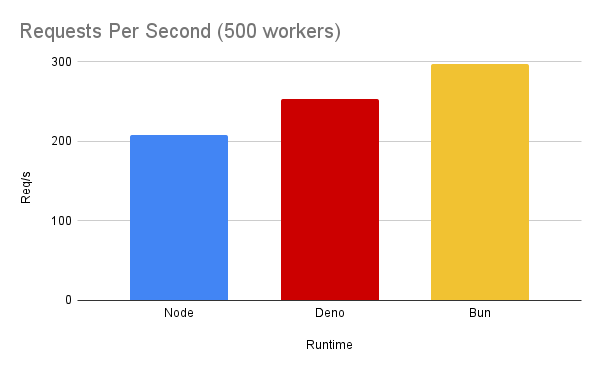 Requests Per Second (500 workers)
300
200
100
0
Req/s
Node
Deno
Bun
Runtime